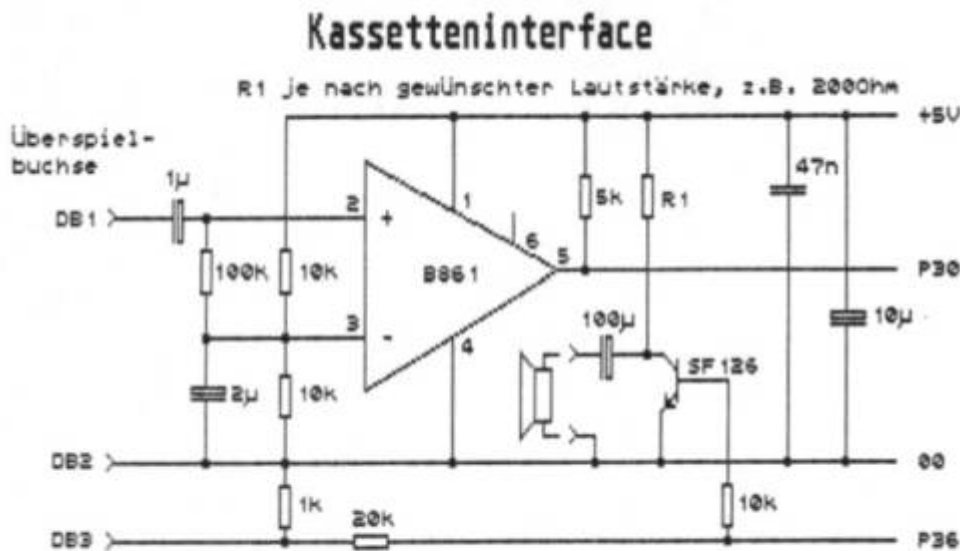 Kassetteninterface
R1 je nach gewünschter Lautstärke, z.B. 200Ohm
+5V
Überspiel-
buchse
1µ
47n
5k
R1
DB1
2
+
1
6
5
100k
10k
B861
P30
3
-
4
100µ
10µ
SF126
2µ
10k
DB2
00
1k
20k
10k
DB3
P36